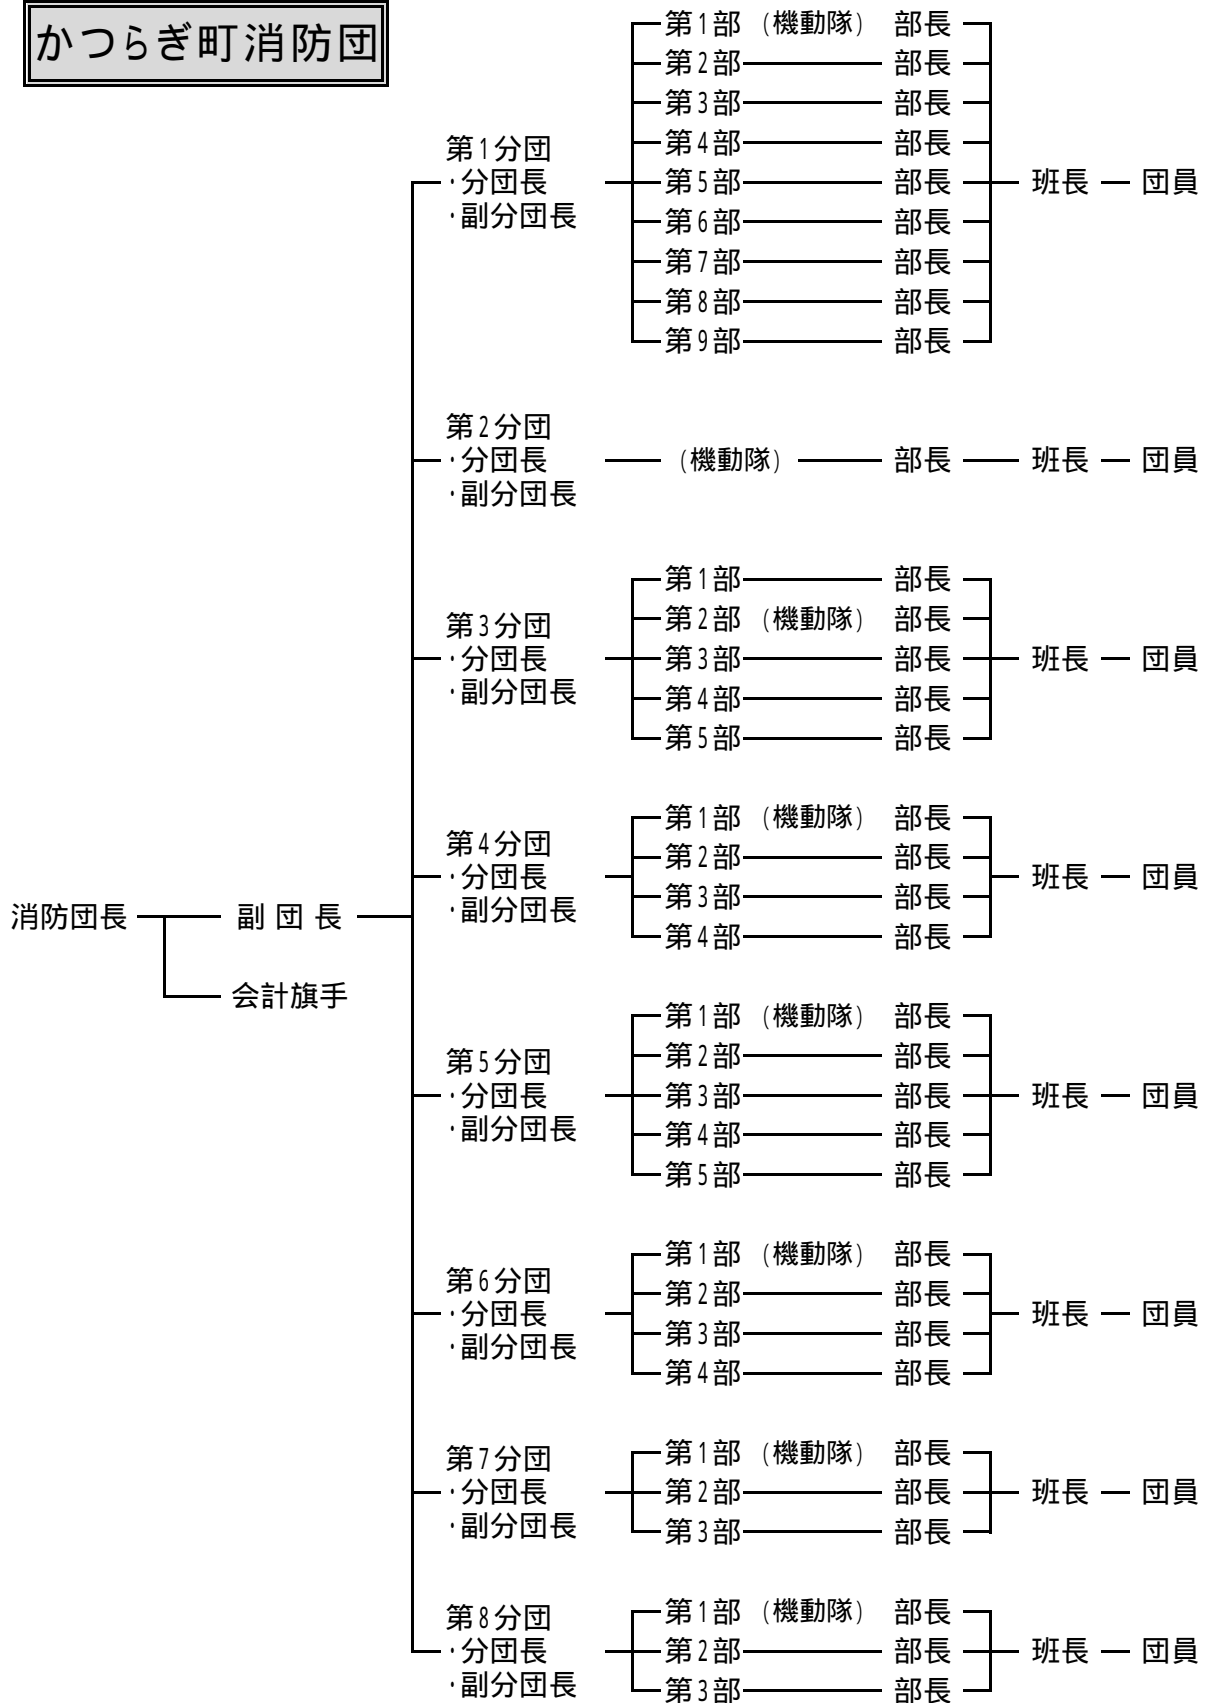 かつらぎ町消防団
第1部 (機動隊) 部長
第2部 部長
第3部 部長
第4部 部長
第5部 部長
第6部 部長
第7部 部長
第8部 部長
第9部 部長
第1分団
・分団長
・副分団長
班長 団員
第2分団
・分団長
・副分団長
(機動隊) 部長 班長 団員
第1部 部長
第2部 (機動隊) 部長
第3部 部長
第4部 部長
第5部 部長
第3分団
・分団長
・副分団長
班長 団員
第1部 (機動隊) 部長
第2部 部長
第3部 部長
第4部 部長
第4分団
・分団長
・副分団長
班長 団員
消防団長 副団長
会計旗手
第1部 (機動隊) 部長
第2部 部長
第3部 部長
第4部 部長
第5部 部長
第5分団
・分団長
・副分団長
班長 団員
第1部 (機動隊) 部長
第2部 部長
第3部 部長
第4部 部長
第6分団
・分団長
・副分団長
班長 団員
第1部 (機動隊) 部長
第2部 部長
第3部 部長
第7分団
・分団長
・副分団長
班長 団員
第1部 (機動隊) 部長
第2部 部長
第3部 部長
第8分団
・分団長
・副分団長
班長 団員